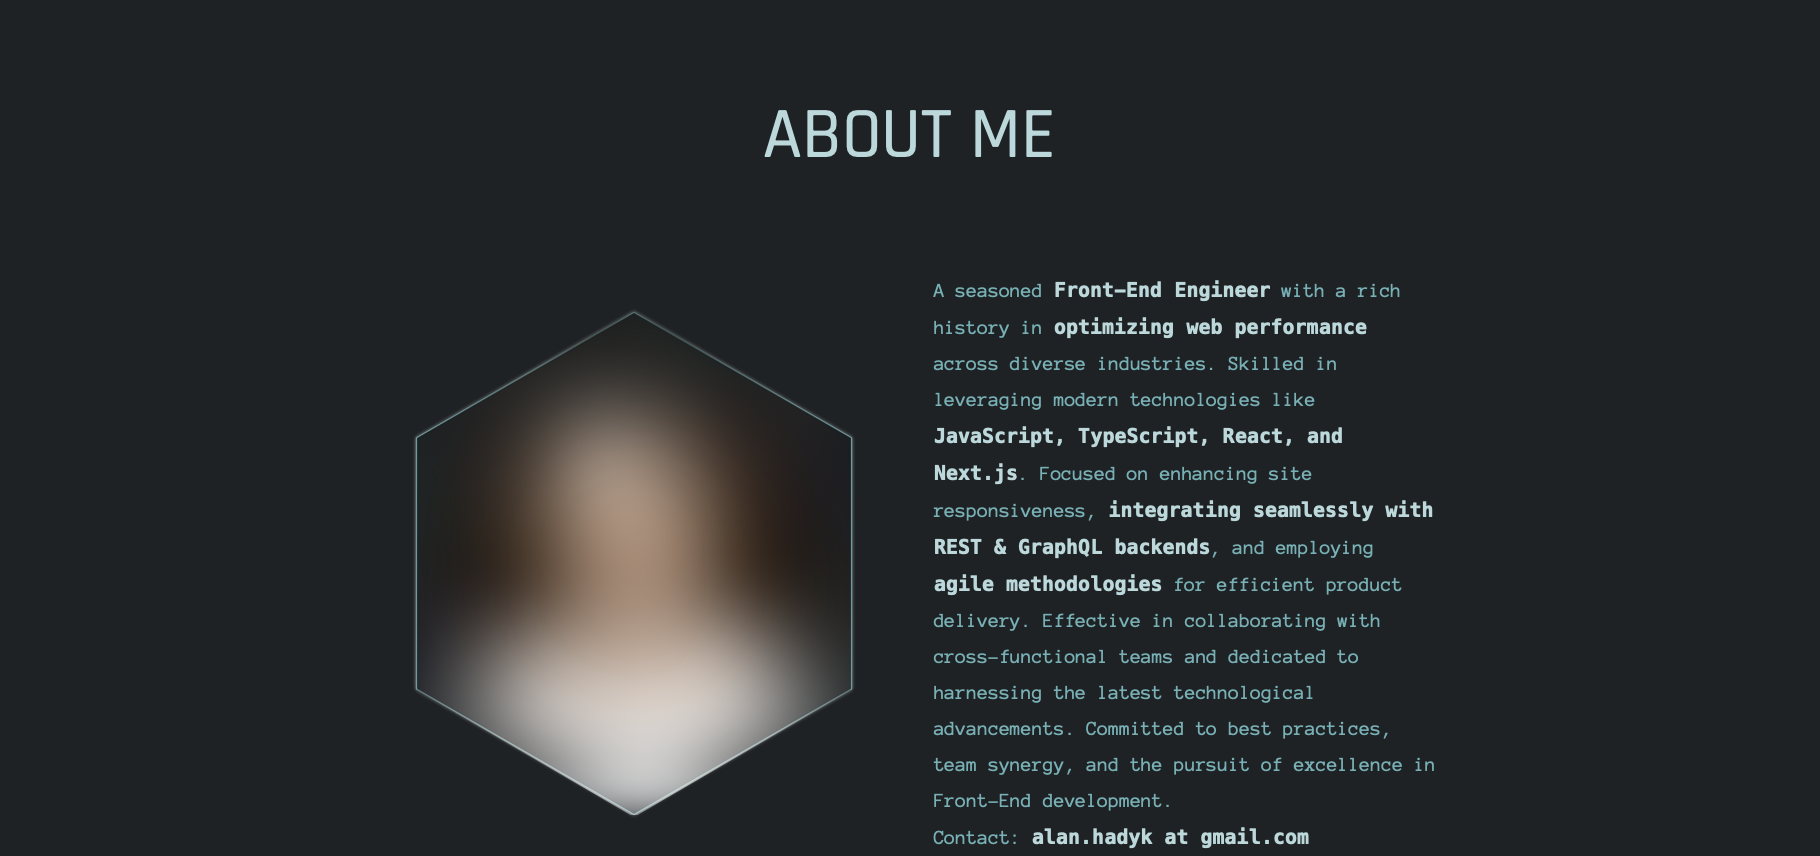 ABOUT ME
A seasoned Front-End Engineer with a rich
history in optimizing web performance
across diverse industries. Skilled in
leveraging modern technologies like
JavaScript, TypeScript, React, and
Next.js. Focused on enhancing site
responsiveness, integrating seamlessly with
REST & GraphQL backends, and employing
agile methodologies for efficient product
delivery. Effective in collaborating with
cross-functional teams and dedicated to
harnessing the latest technological
advancements. Committed to best practices,
team synergy, and the pursuit of excellence in
Front-End development.
Contact: alan.hadyk at gmail.com